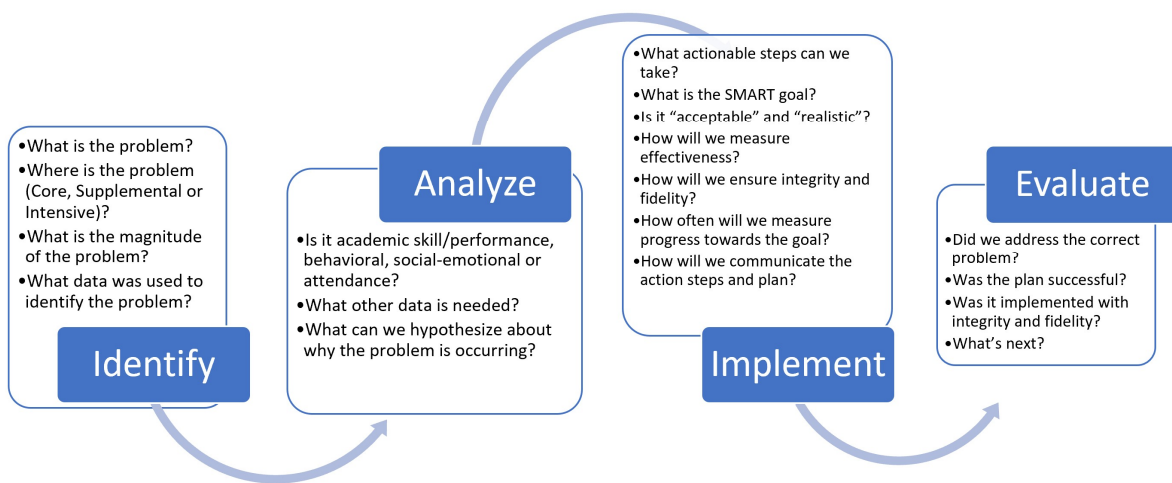 •What is the problem?
•Where is the problem
(Core, Supplemental or
Intensive)?
•What is the magnitude
of the problem?
•What data was used to
identify the problem?
Identify
Analyze
•Is it academic skill/performance,
behavioral, social-emotional or
attendance?
•What other data is needed?
•What can we hypothesize about
why the problem is occurring?
•What actionable steps can we
take?
•What is the SMART goal?
•Is it “acceptable” and “realistic”?
•How will we measure
effectiveness?
•How will we ensure integrity and
fidelity?
•How often will we measure
progress towards the goal?
•How will we communicate the
action steps and plan?
Implement
Evaluate
•Did we address the correct
problem?
•Was the plan successful?
•Was it implemented with
integrity and fidelity?
•What’s next?